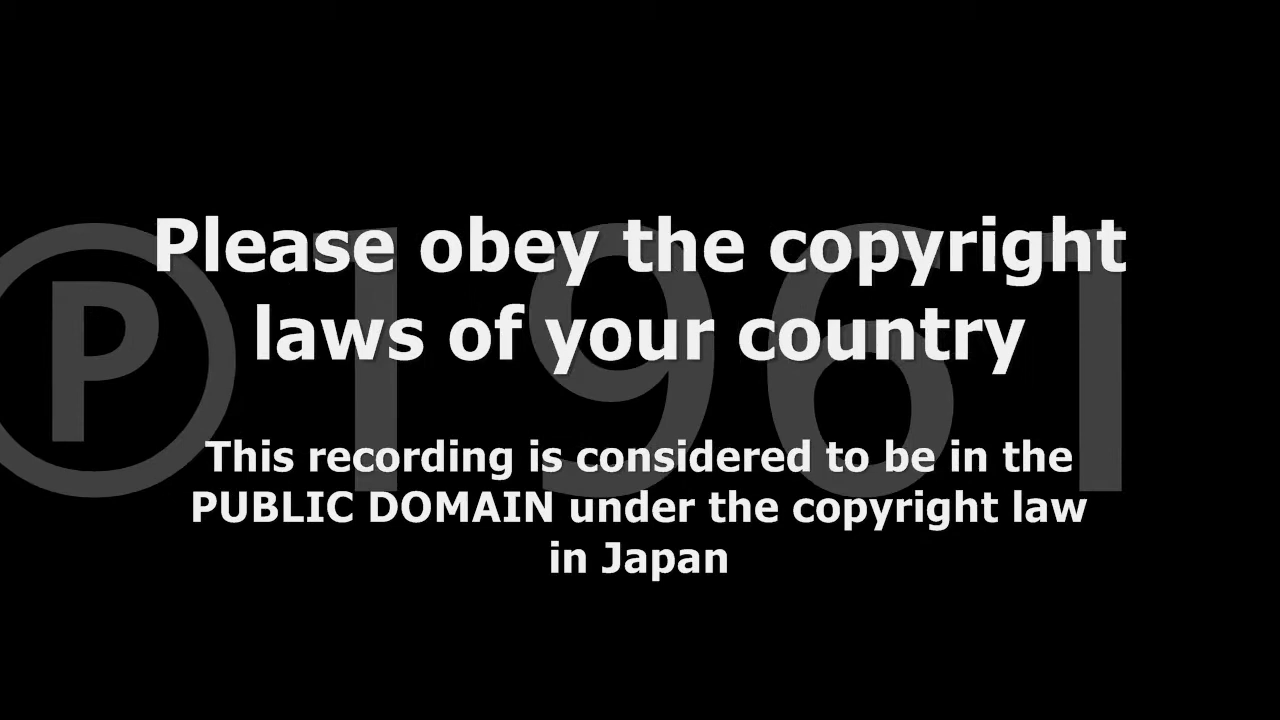 ℗1961
Please obey the copyright
laws of your country
This recording is considered to be in the
PUBLIC DOMAIN under the copyright law
in Japan